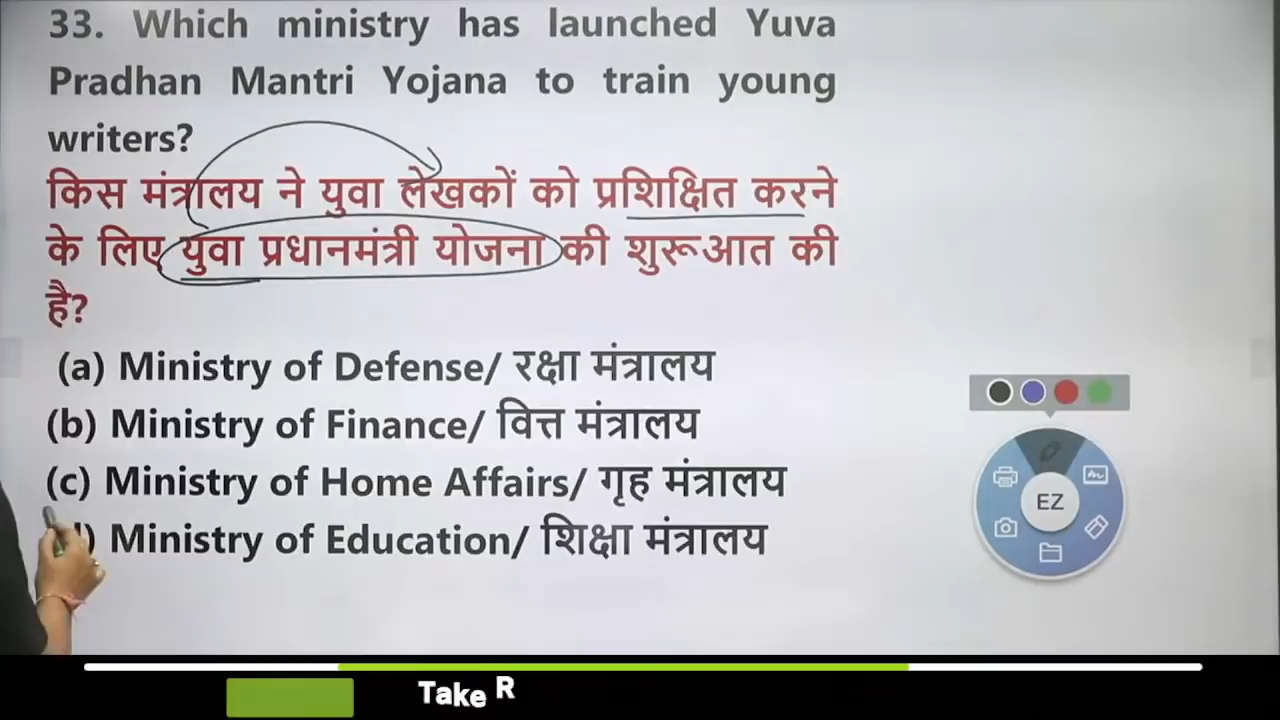 33. Which ministry has launched Yuva
Pradhan Mantri Yojana to train young
writers?
किस मंत्रालय ने युवा लेखकों को प्रशिक्षित करने
के लिए युवा प्रधानमंत्री योजना की शुरूआत की
है?
(a) Ministry of Defense/ रक्षा मंत्रालय
(b) Ministry of Finance/ वित्त मंत्रालय
(c) Ministry of Home Affairs/ गृह मंत्रालय
) Ministry of Education/ शिक्षा मंत्रालय
EZ
Take R